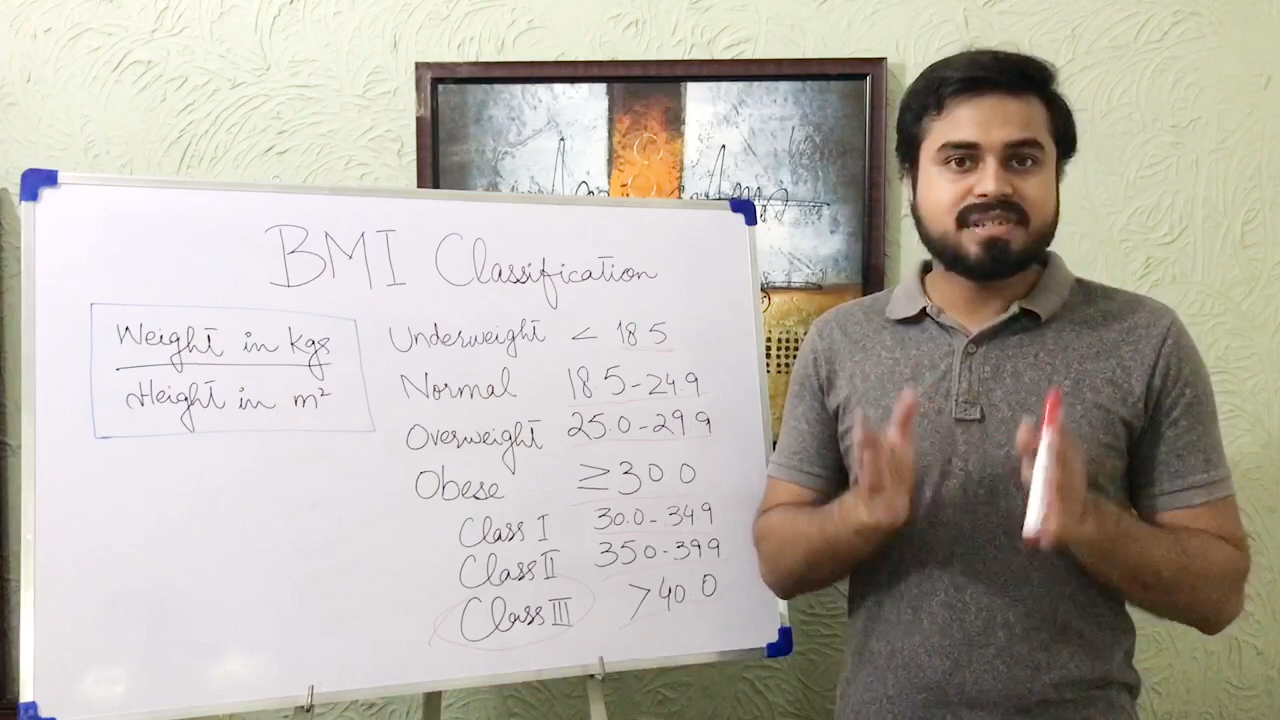 BMI Classification
Weight in kgs
Height in m²
Underweight < 18.5
Normal 18.5-24.9
Overweight 25.0-29.9
Obese ≥30.0
Class I 30.0-34.9
Class II 35.0-39.9
Class III >40.0